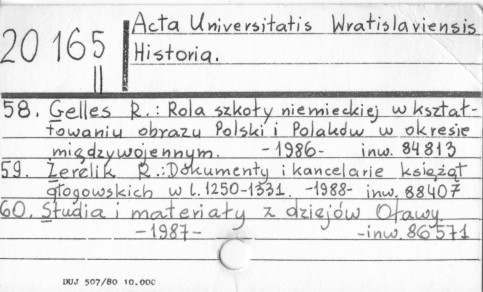 20 165
II
Acta Universitatis Wratislaviensis
Historia.
58. Gelles R.: Rola szkoły niemieckiej w kształ-
towaniu obrazu Polski i Polaków w okresie
międzywojennym. -1986- inw. 84813
59. Żerelik R.: Dokumenty i kancelarie książąt
głogowskich w l. 1250-1331. -1988- inw. 88407
60. Studia i materiały z dziejów Oławy.
-1987- -inw. 86571
DUJ 507/80 10.000